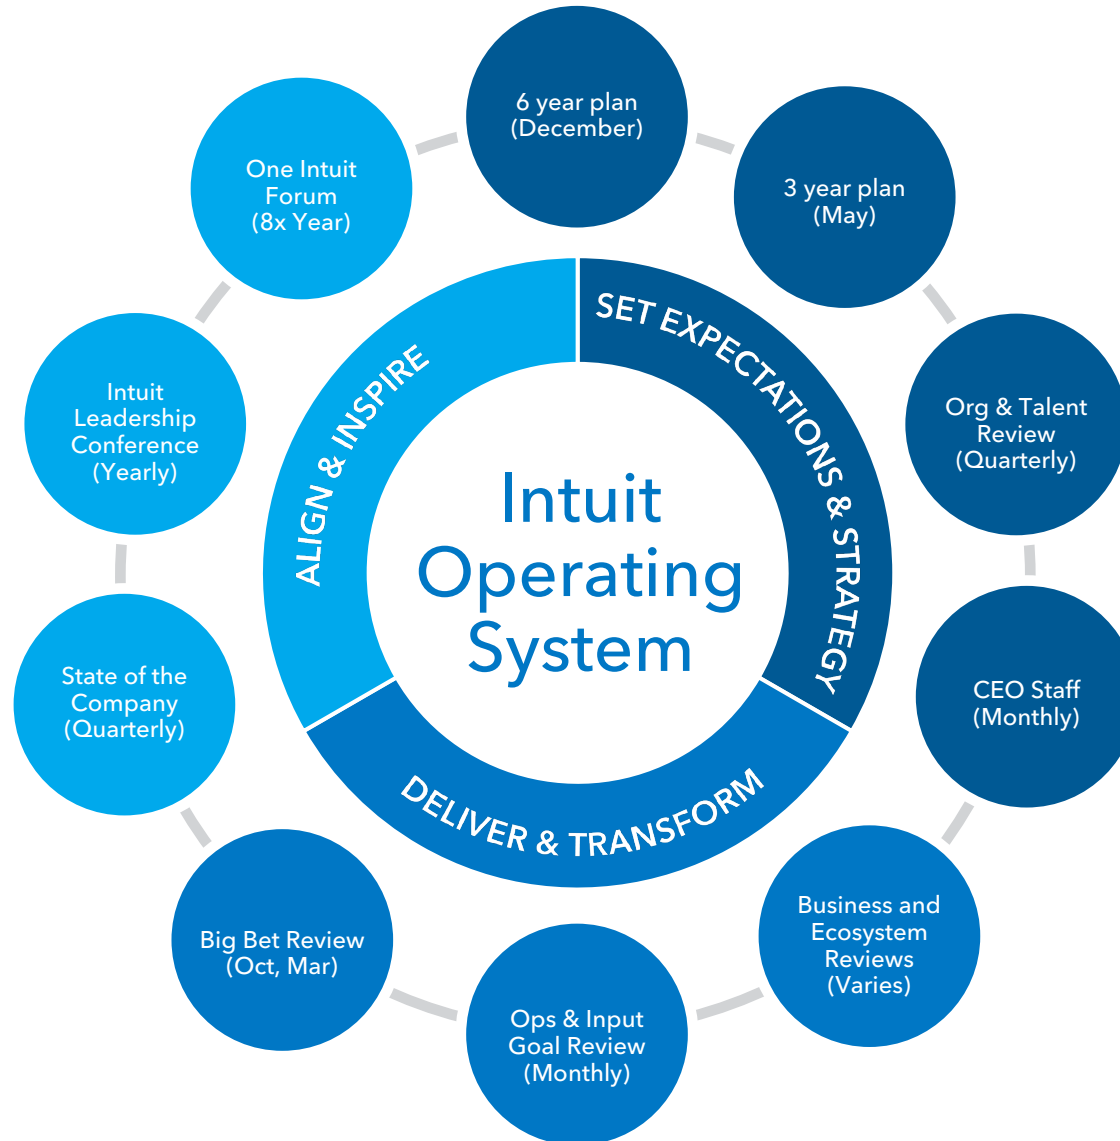 6 year plan
(December)
3 year plan
(May)
Org & Talent
Review
(Quarterly)
CEO Staff
(Monthly)
Business and
Ecosystem
Reviews
(Varies)
Ops & Input
Goal Review
(Monthly)
Big Bet Review
(Oct, Mar)
State of the
Company
(Quarterly)
Intuit
Leadership
Conference
(Yearly)
One Intuit
Forum
(8x Year)
SET EXPECTATIONS & STRATEGY
DELIVER & TRANSFORM
ALIGN & INSPIRE
Intuit
Operating
System